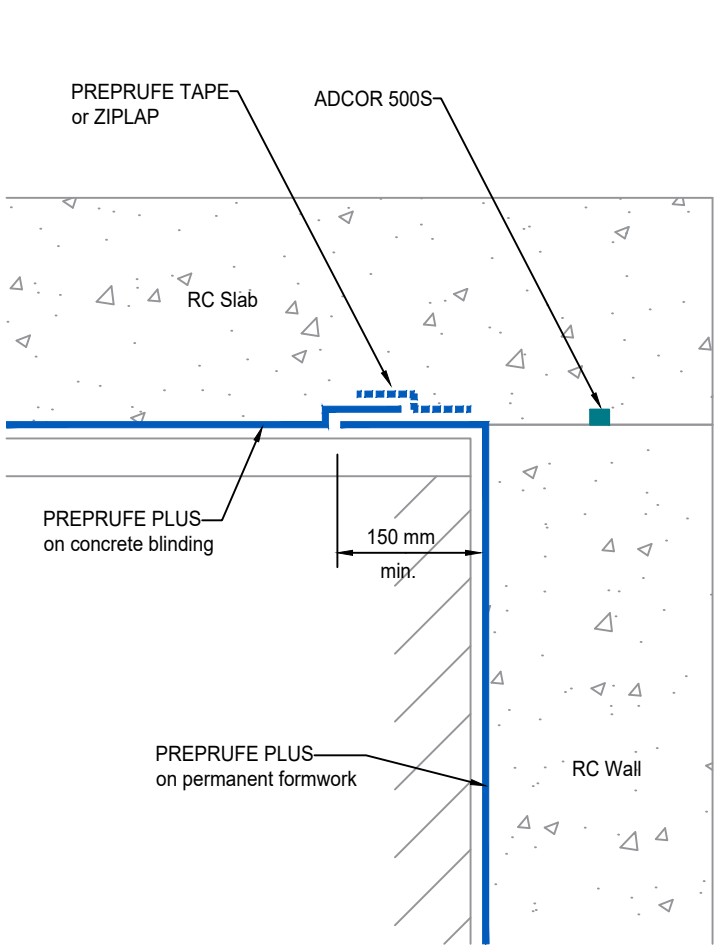 PREPRUFE TAPE
or ZIPLAP
ADCOR 500S
RC Slab
PREPRUFE PLUS
on concrete blinding
150 mm
min.
PREPRUFE PLUS
on permanent formwork
RC Wall